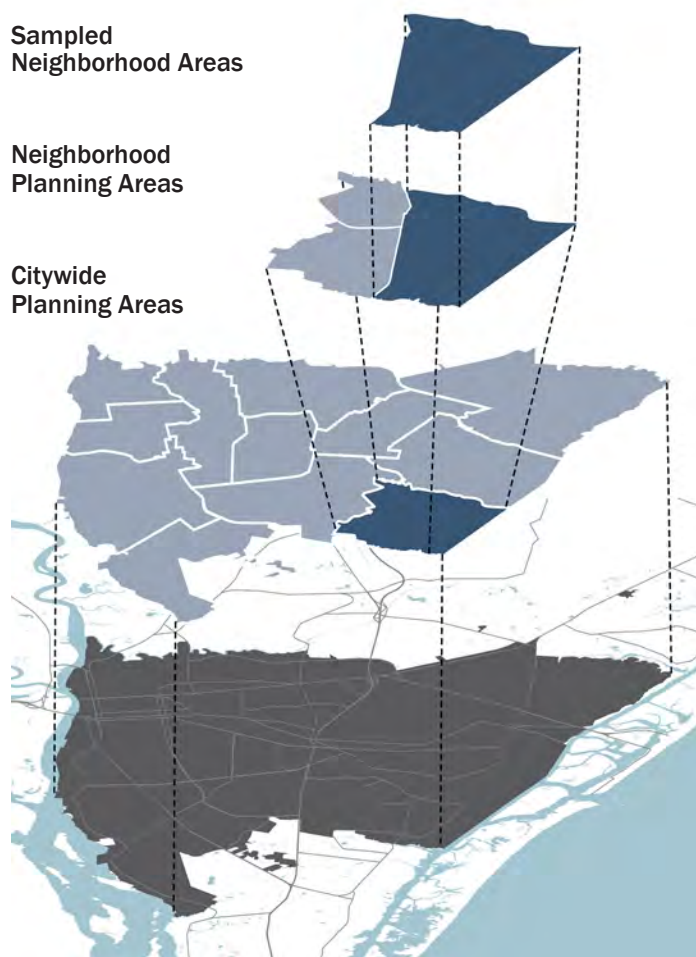 Sampled
Neighborhood Areas
Neighborhood
Planning Areas
Citywide
Planning Areas